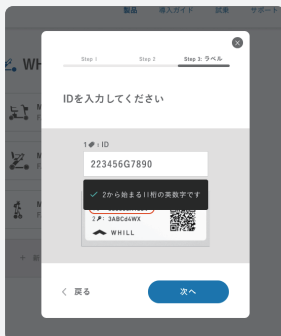 製品 導入ガイド 試乗 サポート
WH
Step 1 Step 2 Step 3: ラベル
IDを入力してください
1 : ID
223456G7890
✓ 2から始まる11桁の英数字です
2 : 3ABCd4WX
WHILL
戻る
次へ